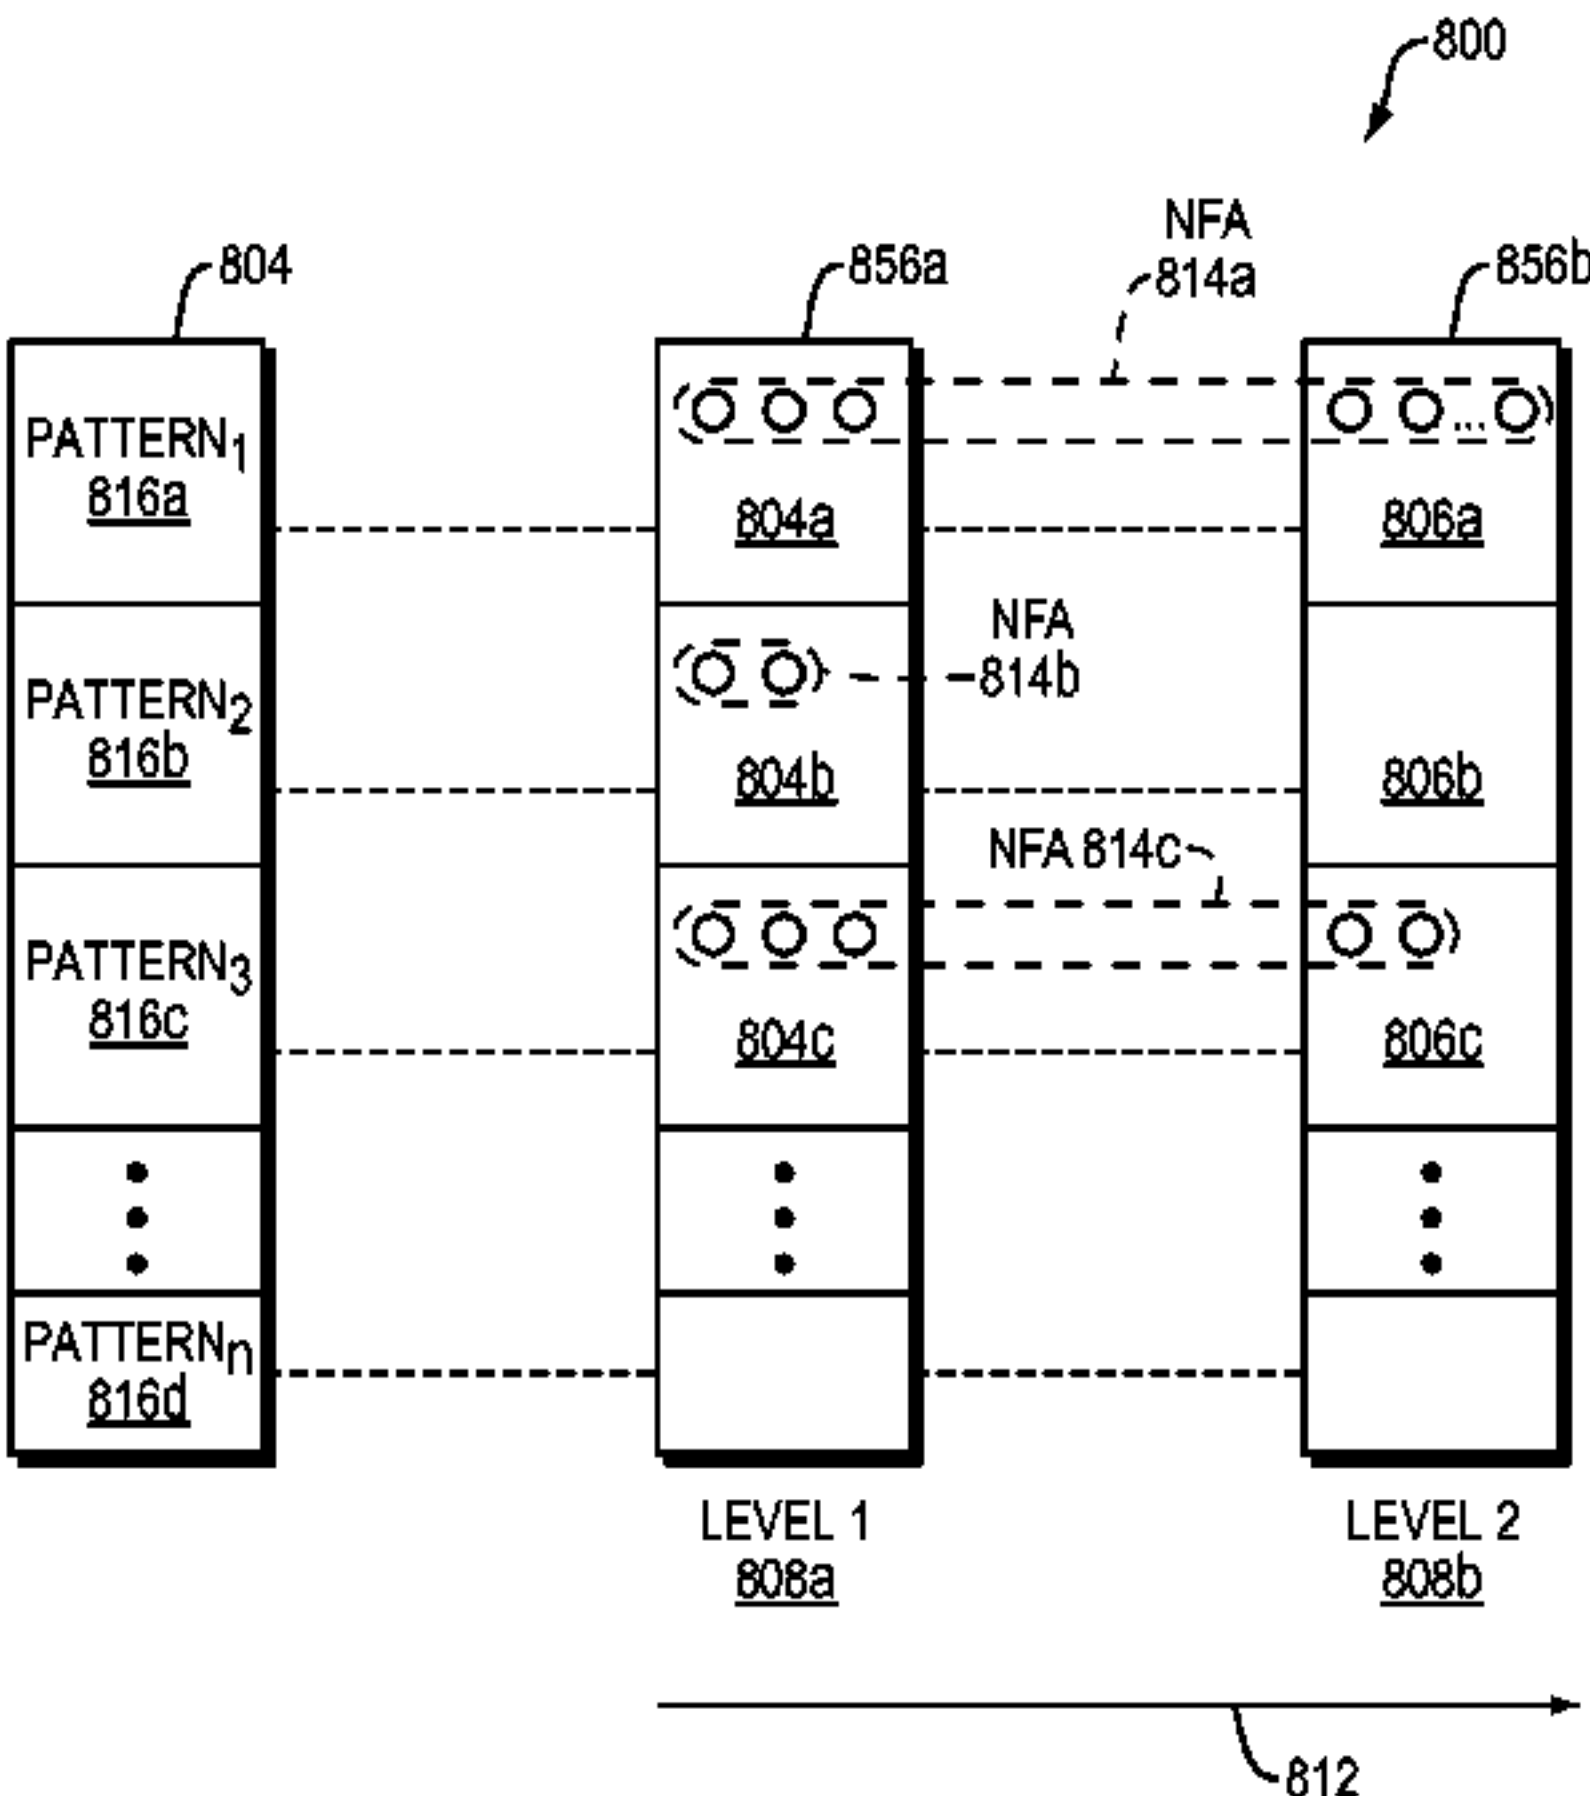 800
NFA
814a
804
856a
856b
PATTERN1
816a
804a
806a
NFA
814b
PATTERN2
816b
804b
806b
NFA 814c
PATTERN3
816c
804c
806c
PATTERNn
816d
LEVEL 1
808a
LEVEL 2
808b
812